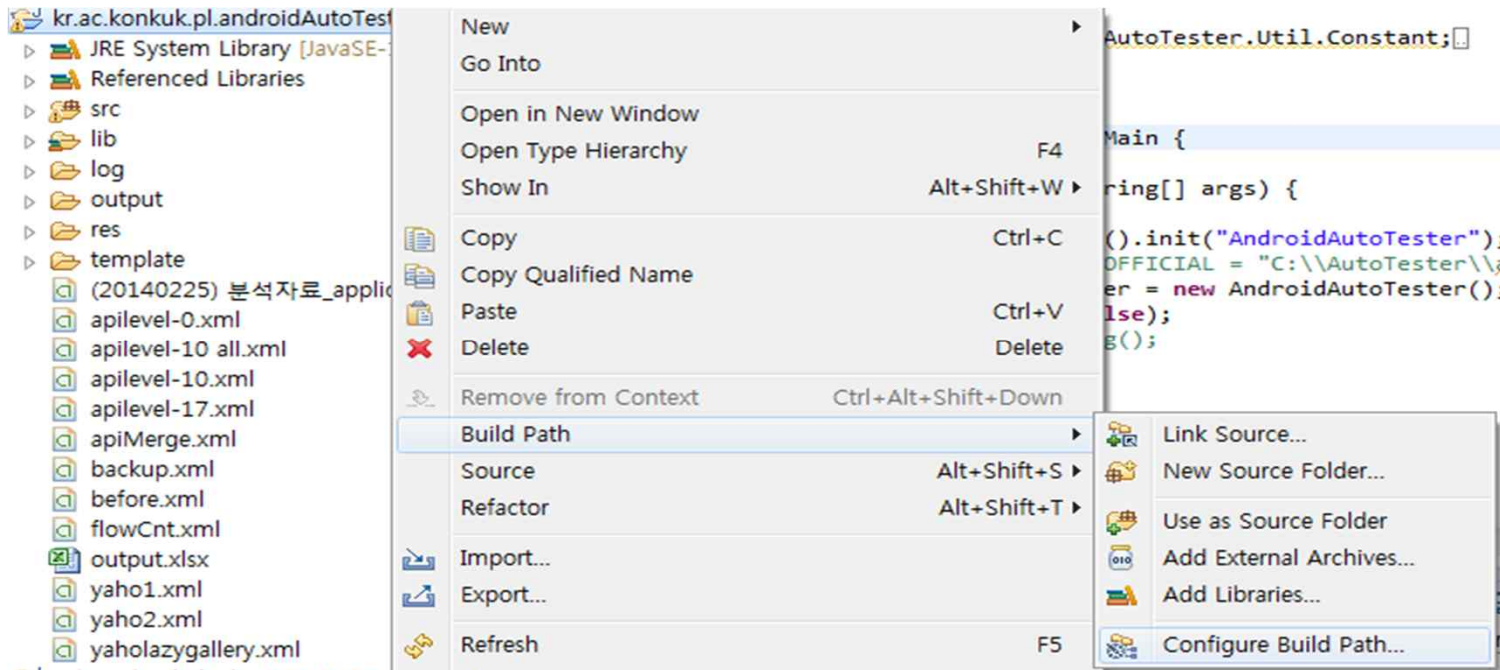 kr.ac.konkuk.pl.androidAutoTest
JRE System Library [JavaSE-
Referenced Libraries
src
lib
log
output
res
template
(20140225) 분석자료_applic
apilevel-0.xml
apilevel-10 all.xml
apilevel-10.xml
apilevel-17.xml
apiMerge.xml
backup.xml
before.xml
flowCnt.xml
output.xlsx
yaho1.xml
yaho2.xml
yaholazygallery.xml
New
Go Into
Open in New Window
Open Type Hierarchy F4
Show In Alt+Shift+W
Copy Ctrl+C
Copy Qualified Name
Paste Ctrl+V
Delete Delete
Remove from Context Ctrl+Alt+Shift+Down
Build Path
Source Alt+Shift+S
Refactor Alt+Shift+T
Import...
Export...
Refresh F5
Link Source...
New Source Folder...
Use as Source Folder
Add External Archives...
Add Libraries...
Configure Build Path...
AutoTester.Util.Constant;
Main {
ring[] args) {
().init("AndroidAutoTester");
OFFICIAL = "C:\\AutoTester\\
er = new AndroidAutoTester();
lse);
g();